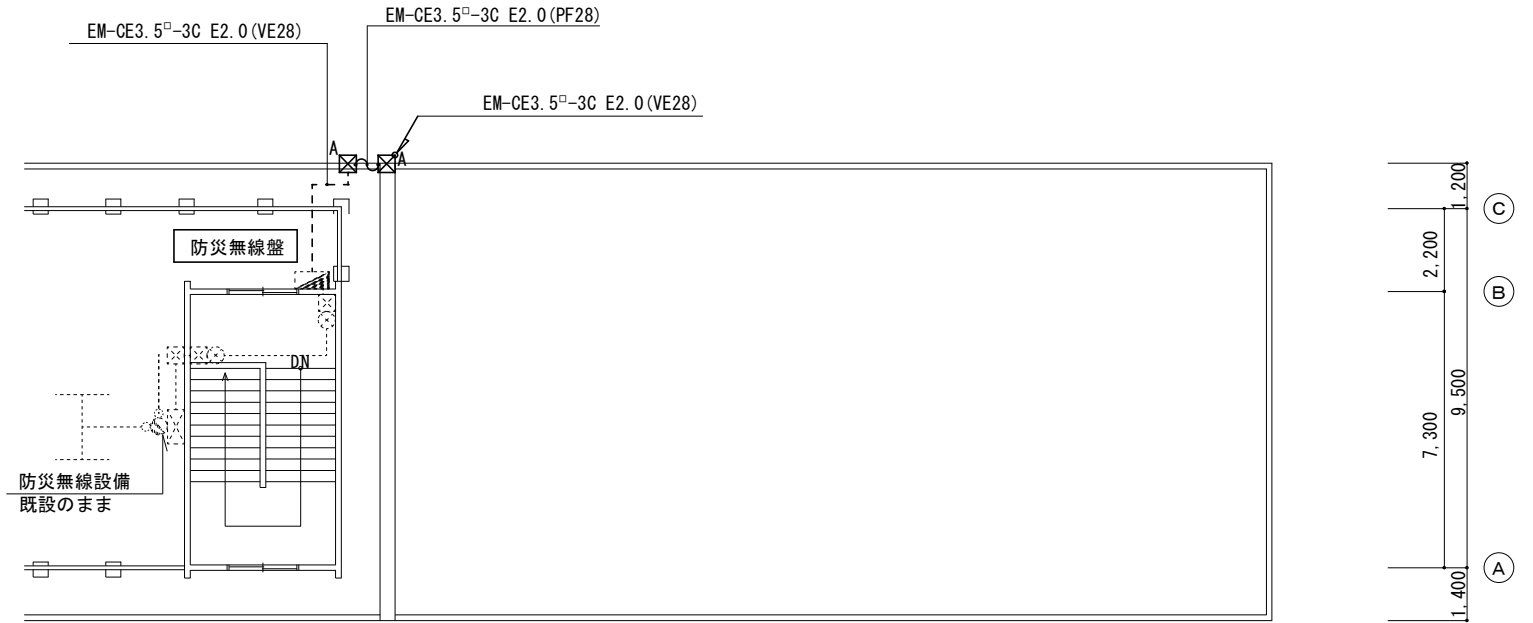 EM-CE3.5□-3C E2.0(PF28)
EM-CE3.5□-3C E2.0(VE28)
EM-CE3.5□-3C E2.0(VE28)
A
A
1,200
C
防災無線盤
2,200
B
DN
9,500
7,300
防災無線設備
既設のまま
A
1,400